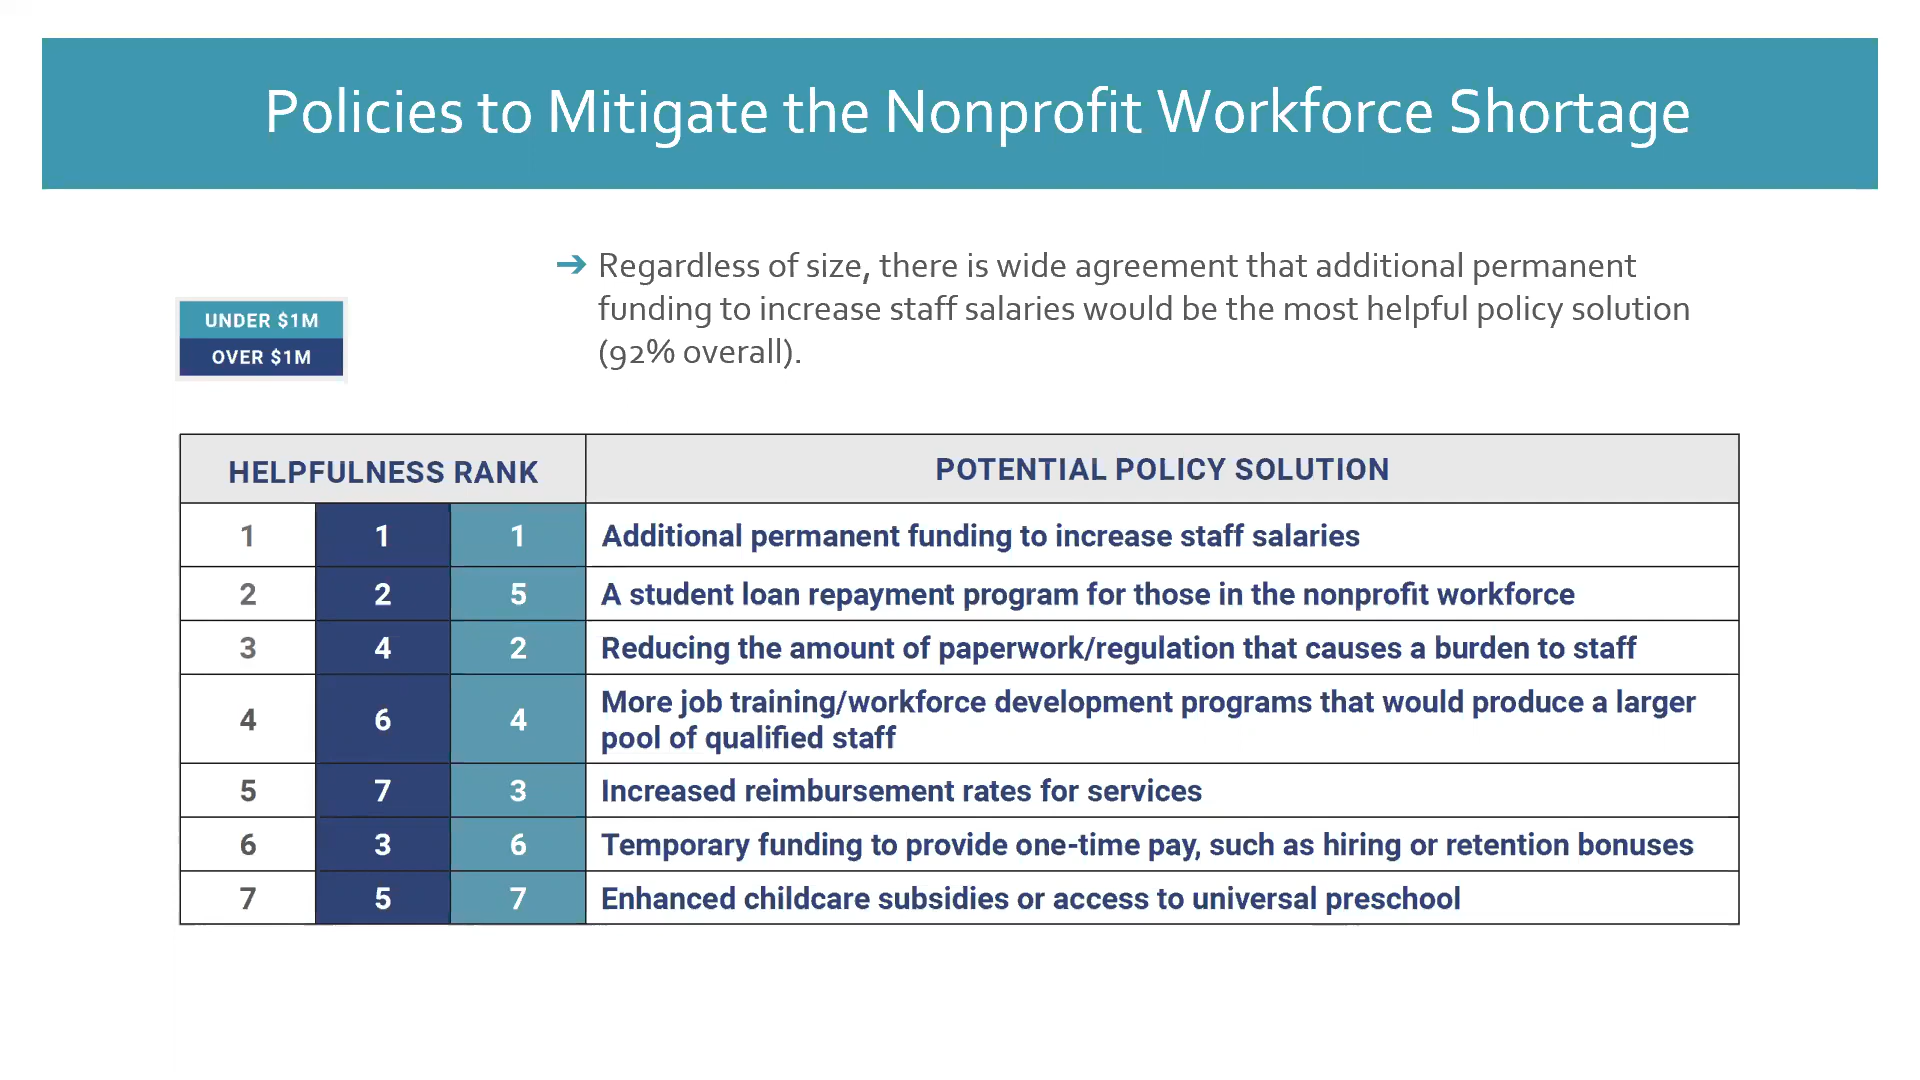 Policies to Mitigate the Nonprofit Workforce Shortage
➔ Regardless of size, there is wide agreement that additional permanent
funding to increase staff salaries would be the most helpful policy solution
(92% overall).
UNDER $1M
OVER $1M
HELPFULNESS RANK POTENTIAL POLICY SOLUTION
1 1 1 Additional permanent funding to increase staff salaries
2 2 5 A student loan repayment program for those in the nonprofit workforce
3 4 2 Reducing the amount of paperwork/regulation that causes a burden to staff
4 6 4 More job training/workforce development programs that would produce a larger
pool of qualified staff
5 7 3 Increased reimbursement rates for services
6 3 6 Temporary funding to provide one-time pay, such as hiring or retention bonuses
7 5 7 Enhanced childcare subsidies or access to universal preschool